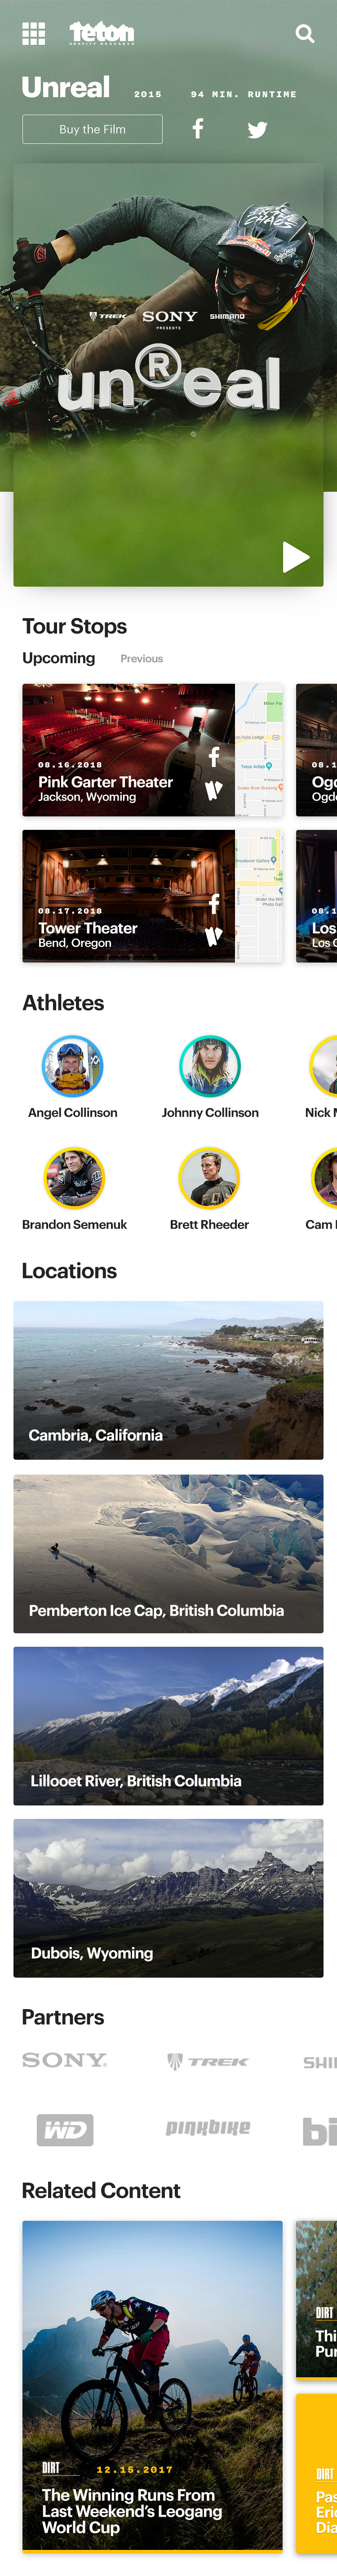 Teton
GRAVITY RESEARCH
Unreal
2015
94 MIN. RUNTIME
Buy the Film
TREK
SONY
SHIMANO
PRESENTS
un®eal
Tour Stops
Upcoming
Previous
08.16.2018
Pink Garter Theater
Jackson, Wyoming
08.1
Ogd
Ogde
08.17.2018
Tower Theater
Bend, Oregon
08.1
Los
Los
Athletes
Angel Collinson
Johnny Collinson
Nick
Brandon Semenuk
Brett Rheeder
Cam
Locations
Cambria, California
Pemberton Ice Cap, British Columbia
Lillooet River, British Columbia
Dubois, Wyoming
Partners
SONY
TREK
SHI
WD
pinkbike
bi
Related Content
DIRT
12.15.2017
The Winning Runs From
Last Weekend's Leogang
World Cup
DIRT
Thi
Pur
DIRT
Pas
Eri
Dia